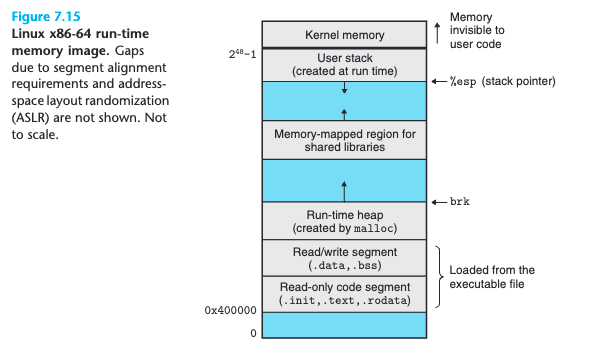 Figure 7.15
Linux x86-64 run-time
memory image. Gaps
due to segment alignment
requirements and address-
space layout randomization
(ASLR) are not shown. Not
to scale.
Kernel memory
Memory
invisible to
user code
2⁴⁸−1
User stack
(created at run time)
%esp (stack pointer)
Memory-mapped region for
shared libraries
brk
Run-time heap
(created by malloc)
Read/write segment
(.data,.bss)
Loaded from the
executable file
Read-only code segment
(.init,.text,.rodata)
0x400000
0